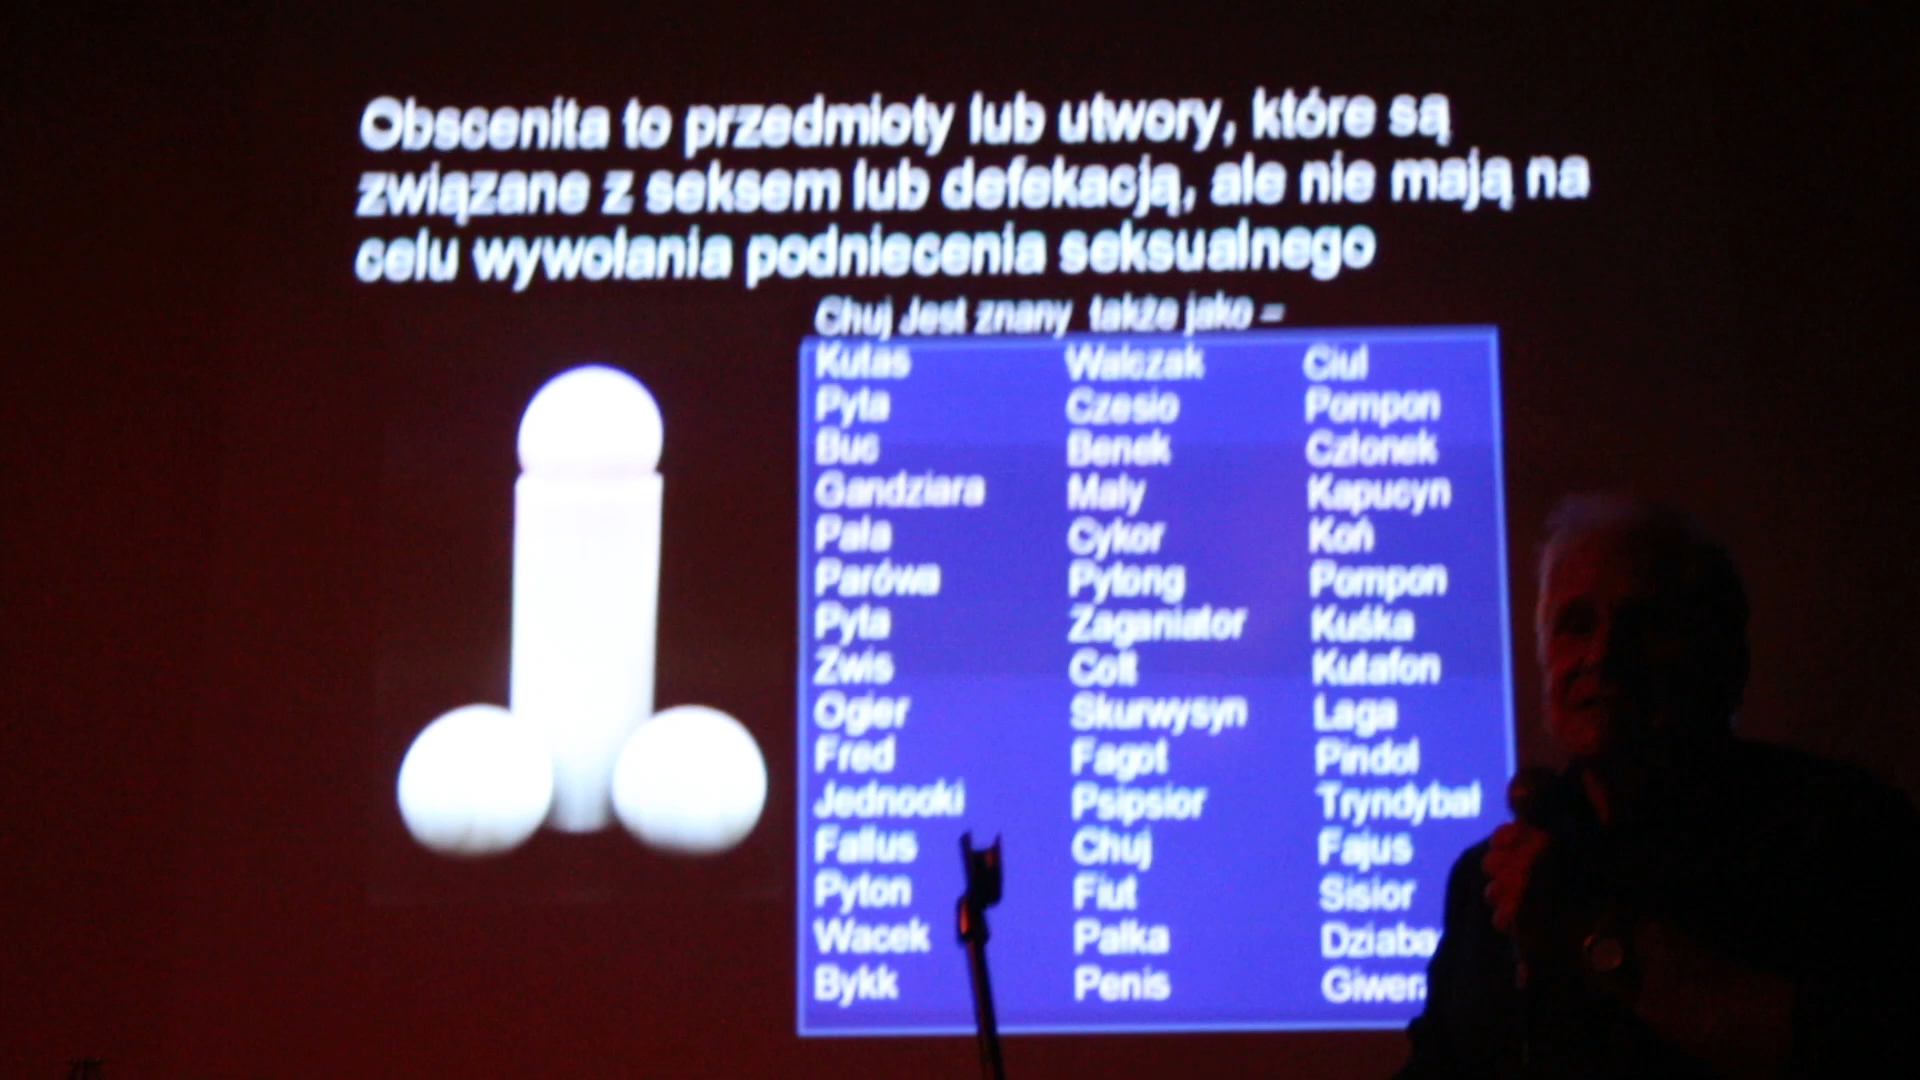 Obscenita to przedmioty lub utwory, które są
związane z seksem lub defekacją, ale nie mają na
celu wywołania podniecenia seksualnego
Chuj Jest znany także jako =
Kutas Walczak Ciul
Pyta Czesio Pompon
Buc Benek Członek
Gandziara Mały Kapucyn
Pała Cykor Koń
Parówa Pytong Pompon
Pyta Zaganiator Kuśka
Zwis Colt Kutafon
Ogier Skurwysyn Laga
Fred Fagot Pindol
Jednooki Psipsior Tryndybał
Fallus Chuj Fajus
Pyton Fiut Sisior
Wacek Pałka Dziaba
Bykk Penis Giwera